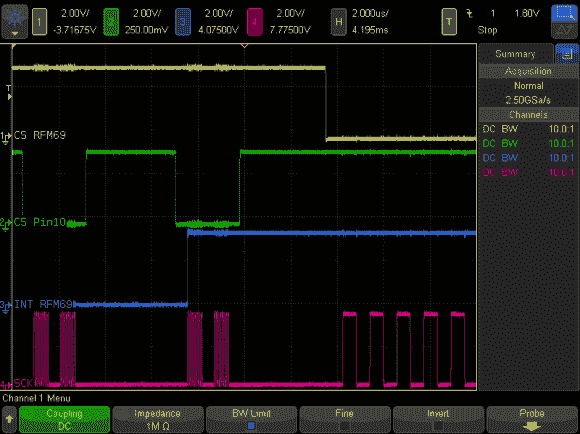 1 2.00V/ -3.71675V 2 2.00V/ 250.00mV 3 2.00V/ 4.07500V 4 2.00V/ 7.77500V H 2.000us/ 4.195ms T 1 1.80V Stop
Summary
Acquisition
Normal
2.50GSa/s
Channels
DC BW 10.0:1
DC BW 10.0:1
DC BW 10.0:1
DC BW 10.0:1
T
1 CS RFM69
2 CS Pin10
3 INT RFM69
4 SCK
Channel 1 Menu
Coupling DC
Impedance 1M Ω
BW Limit
Fine
Invert
Probe